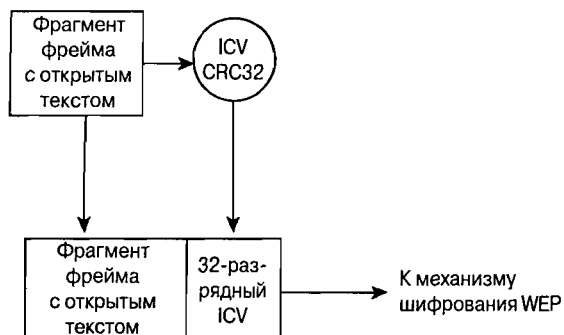 Фрагмент
фрейма
с открытым
текстом
ICV
CRC32
Фрагмент
фрейма
с открытым
текстом
32-раз-
рядный
ICV
К механизму
шифрования WEP